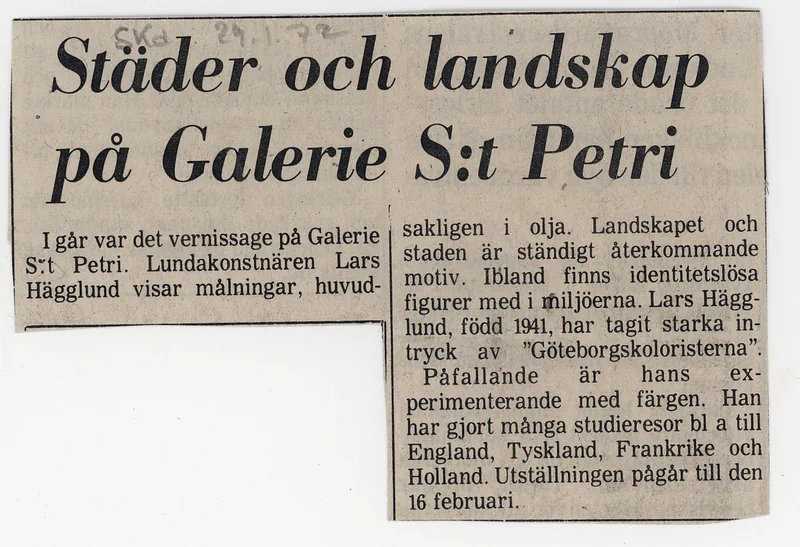 SKd 29.1.72
Städer och landskap
på Galerie S:t Petri
I går var det vernissage på Galerie
S:t Petri. Lundakonstnären Lars
Hägglund visar målningar, huvud-
sakligen i olja. Landskapet och
staden är ständigt återkommande
motiv. Ibland finns identitetslösa
figurer med i miljöerna. Lars Hägg-
lund, född 1941, har tagit starka in-
tryck av ”Göteborgskoloristerna”.
Påfallande är hans ex-
perimenterande med färgen. Han
har gjort många studieresor bl a till
England, Tyskland, Frankrike och
Holland. Utställningen pågår till den
16 februari.